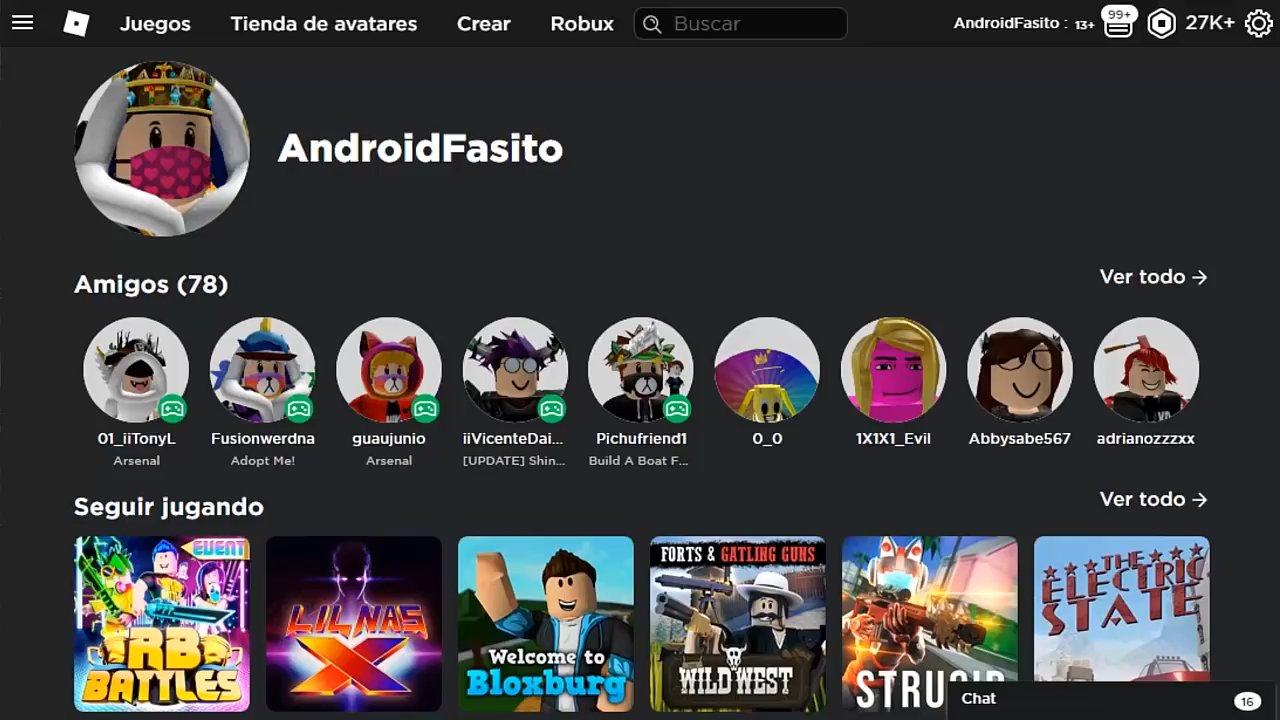 Juegos Tienda de avatares Crear Robux Buscar AndroidFasito : 13+ 99+ 27K+
AndroidFasito
Amigos (78) Ver todo →
01_iiTonyL Fusionwerdna guaujunio iiVicenteDai... Pichufriend1 0_0 1X1X1_Evil Abbysabe567 adrianozzzxx
Arsenal Adopt Me! Arsenal [UPDATE] Shin... Build A Boat F...
Seguir jugando Ver todo →
EVENT
RB
BATTLES
LIL NAS
X
Welcome to
Bloxburg
FORTS & GATLING GUNS
WILD WEST
STRUCID
THE
ELECTRIC
STATE
Chat 16